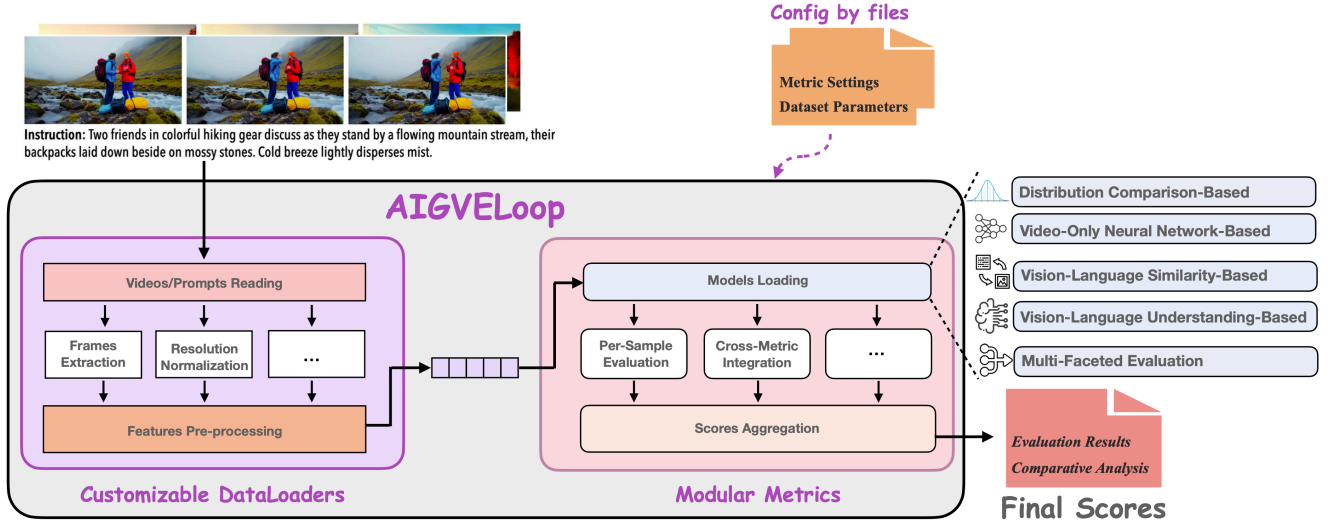 Config by files
Metric Settings
Dataset Parameters
Instruction: Two friends in colorful hiking gear discuss as they stand by a flowing mountain stream, their
backpacks laid down beside on mossy stones. Cold breeze lightly disperses mist.
AIGVELoop
Videos/Prompts Reading
Frames
Extraction
Resolution
Normalization
...
Features Pre-processing
Customizable DataLoaders
Models Loading
Per-Sample
Evaluation
Cross-Metric
Integration
...
Scores Aggregation
Modular Metrics
Distribution Comparison-Based
Video-Only Neural Network-Based
Vision-Language Similarity-Based
Vision-Language Understanding-Based
Multi-Faceted Evaluation
Evaluation Results
Comparative Analysis
Final Scores